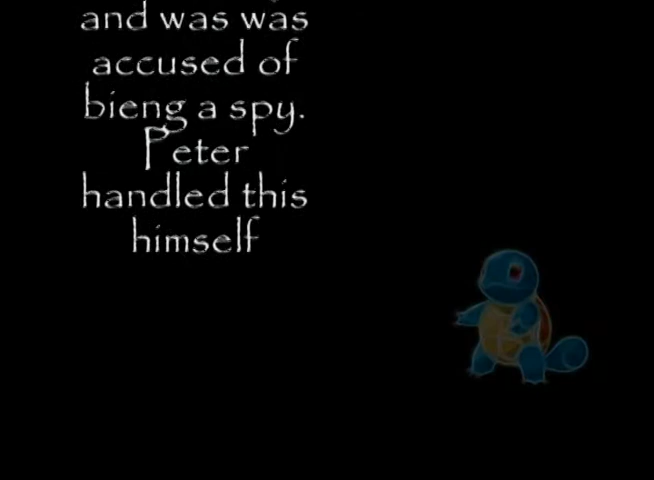 and was was
accused of
bieng a spy.
Peter
handled this
himself